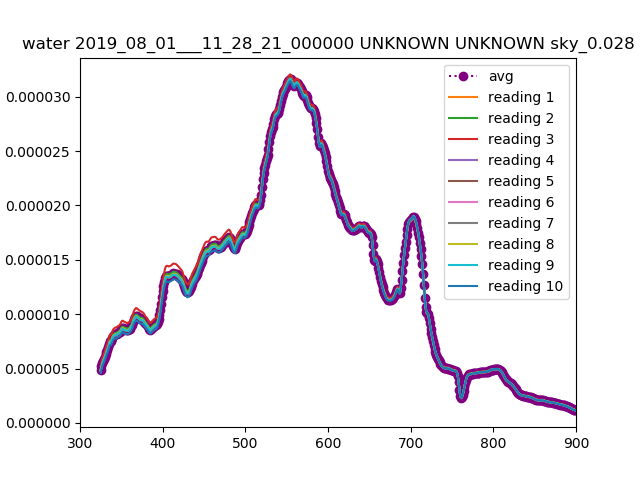 water 2019_08_01___11_28_21_000000 UNKNOWN UNKNOWN sky_0.028
0.000030
0.000025
0.000020
0.000015
0.000010
0.000005
0.000000
300 400 500 600 700 800 900
avg
reading 1
reading 2
reading 3
reading 4
reading 5
reading 6
reading 7
reading 8
reading 9
reading 10